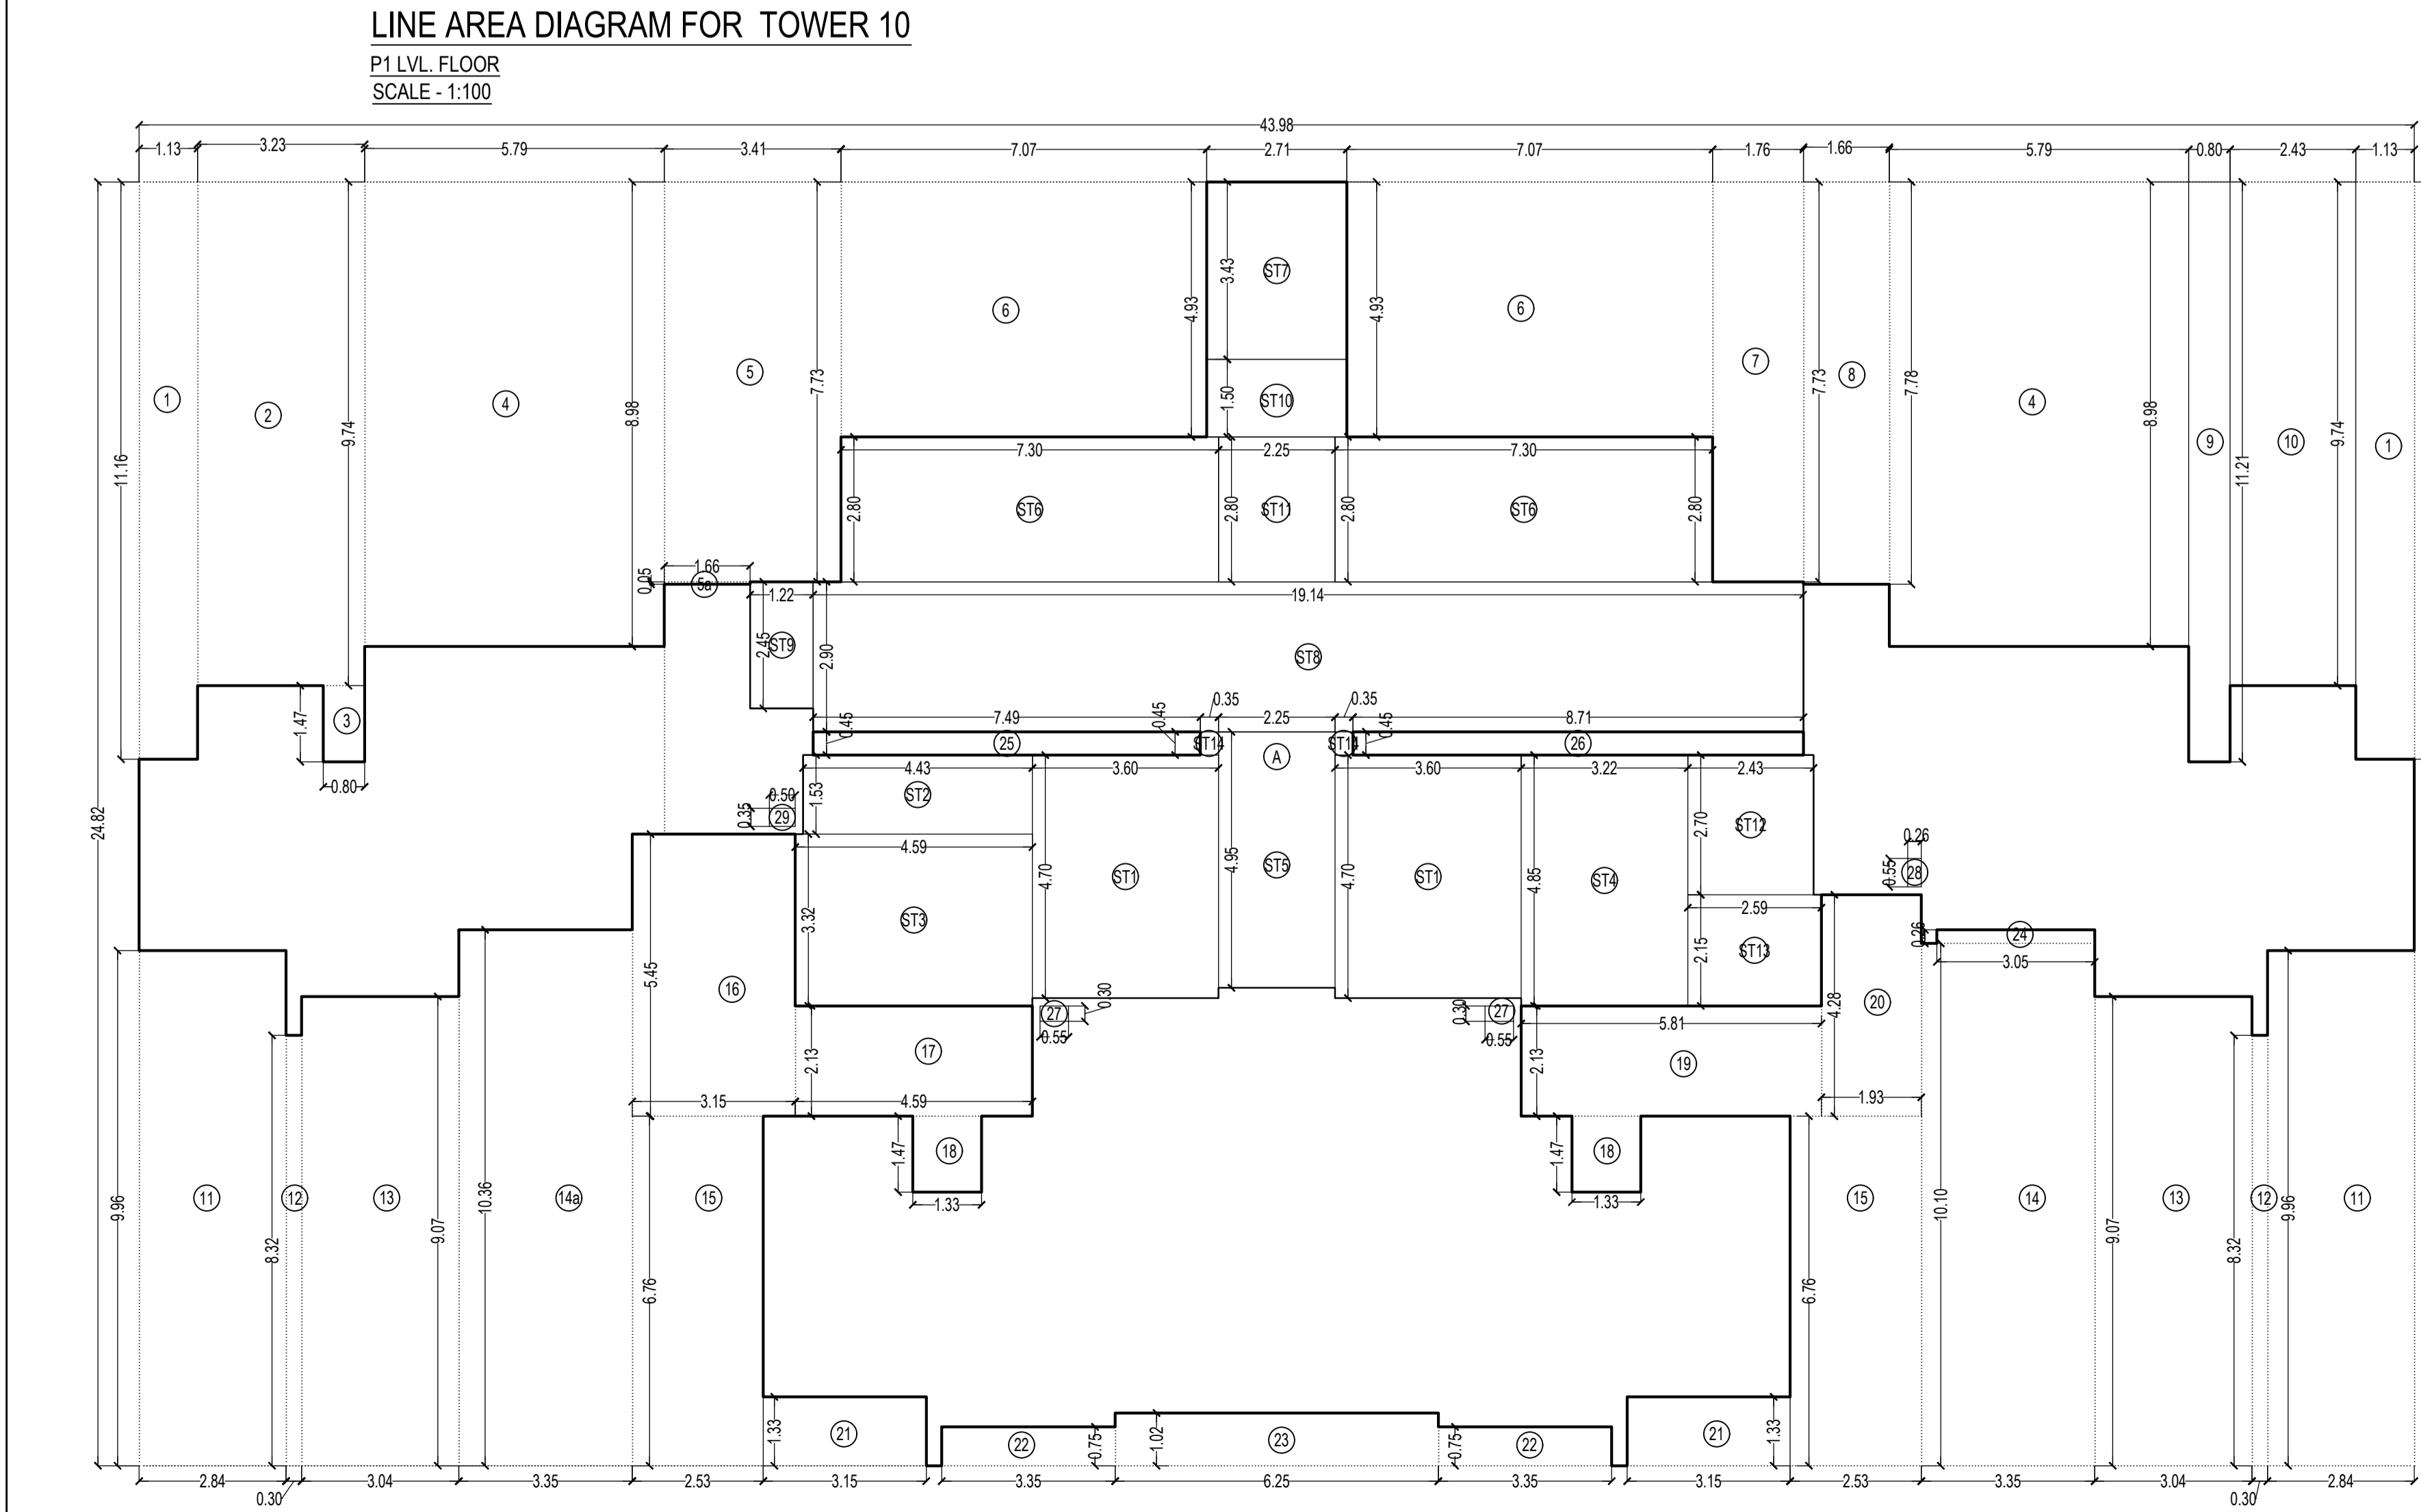 LINE AREA DIAGRAM FOR TOWER 10
P1 LVL. FLOOR
SCALE - 1:100
43.98
1.13 3.23 5.79 3.41 7.07 2.71 7.07 1.76 1.66 5.79 0.80 2.43 1.13
3.43 ST7
4.93 4.93
6 6
7
5 7.73 7.73 8 7.78
1 2 4 8.98 1.50 ST10 4 8.98
9.74 9 10 9.74 1
11.16 11.21
7.30 2.25 7.30
2.80 ST6 2.80 ST11 2.80 ST6 2.80
0.05 1.66 5a
1.22 19.14
2.45 ST9 2.90 ST8
0.35 0.35
1.47 3 7.49 0.45 2.25 8.71
0.45 25 ST14 ST14 0.45 26
A
0.80 4.43 3.60 3.60 3.22 2.43
24.82 0.50 1.53 ST2
0.35 29 2.70 ST12
4.59 0.26
4.95 ST5
4.70 ST1 4.70 ST1 4.85 ST4 0.55 28
3.32 ST3 2.59
0.26 24
5.45 2.15 ST13 3.05
16 0.30 0.30 4.28 20
27 27
0.55 0.55 5.81
2.13 17 2.13 19
3.15 4.59 1.93
1.47 18 1.47 18
1.33 1.33
11 12 13 10.36 14a 15 15 10.10 14 13 12 11
9.96 8.32 9.07 9.07 8.32 9.96
6.76 6.76
1.33 21 22 0.75 1.02 23 0.75 22 21 1.33
2.84 3.04 3.35 2.53 3.15 3.35 6.25 3.35 3.15 2.53 3.35 3.04 2.84
0.30 0.30